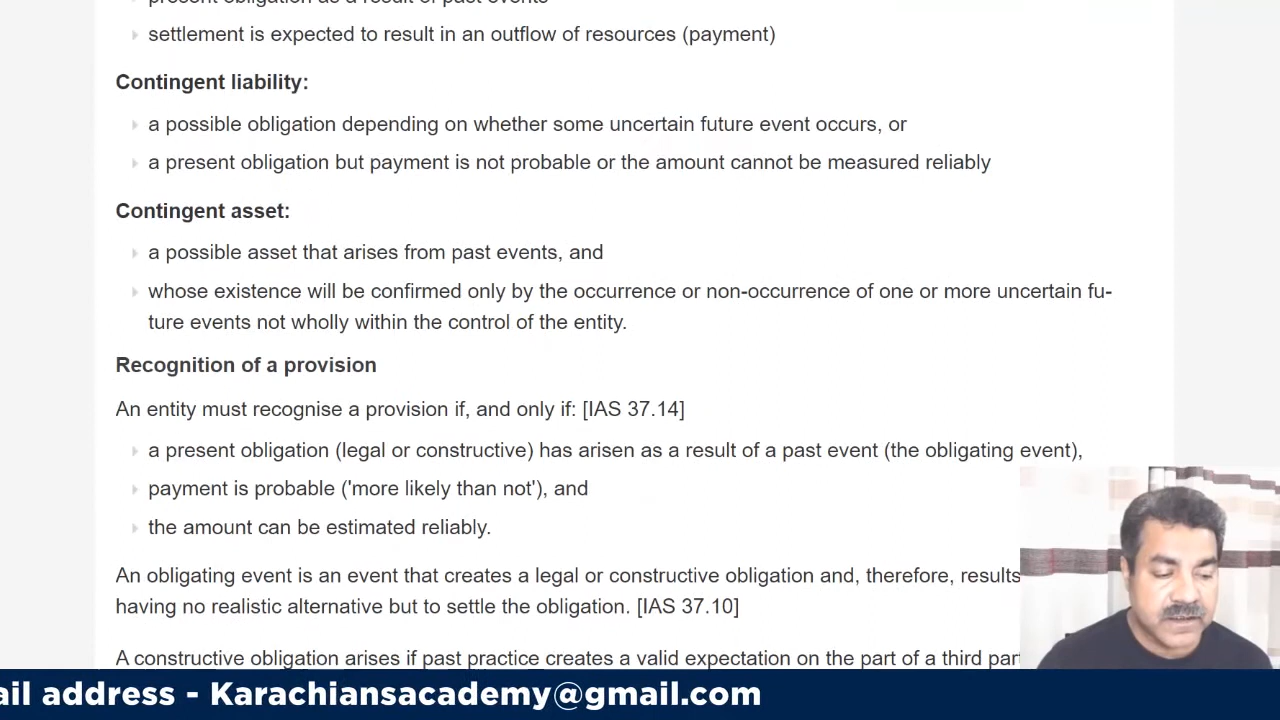 present obligation as a result of past events
settlement is expected to result in an outflow of resources (payment)
Contingent liability:
a possible obligation depending on whether some uncertain future event occurs, or
a present obligation but payment is not probable or the amount cannot be measured reliably
Contingent asset:
a possible asset that arises from past events, and
whose existence will be confirmed only by the occurrence or non-occurrence of one or more uncertain fu-
ture events not wholly within the control of the entity.
Recognition of a provision
An entity must recognise a provision if, and only if: [IAS 37.14]
a present obligation (legal or constructive) has arisen as a result of a past event (the obligating event),
payment is probable ('more likely than not'), and
the amount can be estimated reliably.
An obligating event is an event that creates a legal or constructive obligation and, therefore, results
having no realistic alternative but to settle the obligation. [IAS 37.10]
A constructive obligation arises if past practice creates a valid expectation on the part of a third part
ail address - Karachiansacademy@gmail.com